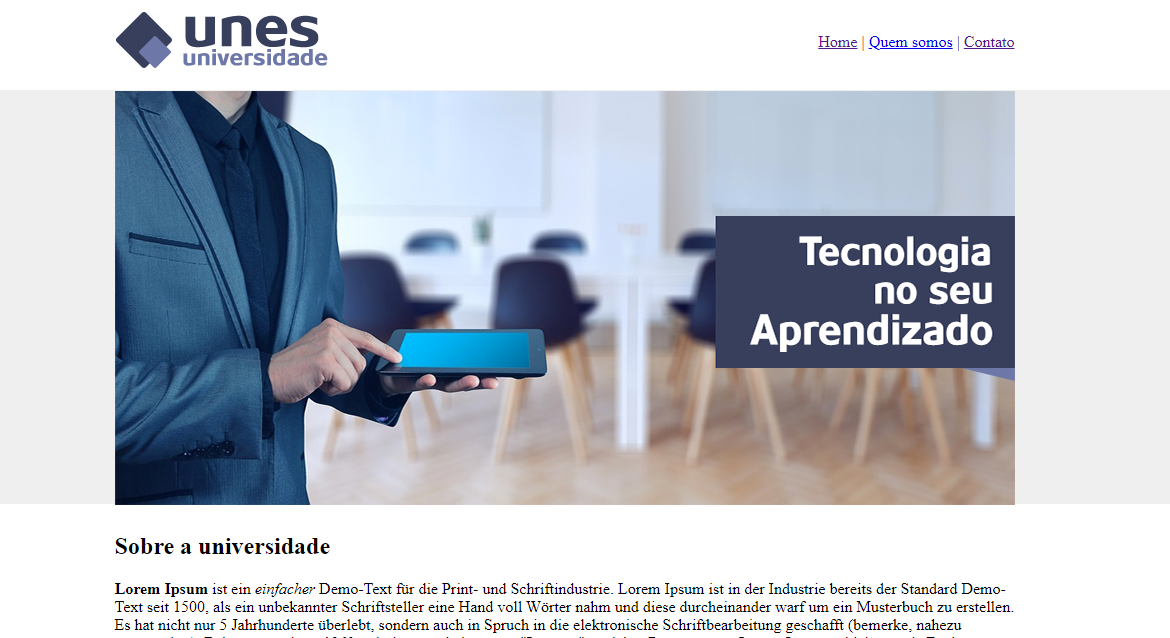 unes
universidade
Home | Quem somos | Contato
Tecnologia
no seu
Aprendizado
Sobre a universidade
Lorem Ipsum ist ein einfacher Demo-Text für die Print- und Schriftindustrie. Lorem Ipsum ist in der Industrie bereits der Standard Demo-
Text seit 1500, als ein unbekannter Schriftsteller eine Hand voll Wörter nahm und diese durcheinander warf um ein Musterbuch zu erstellen.
Es hat nicht nur 5 Jahrhunderte überlebt, sondern auch in Spruch in die elektronische Schriftbearbeitung geschafft (bemerke, nahezu